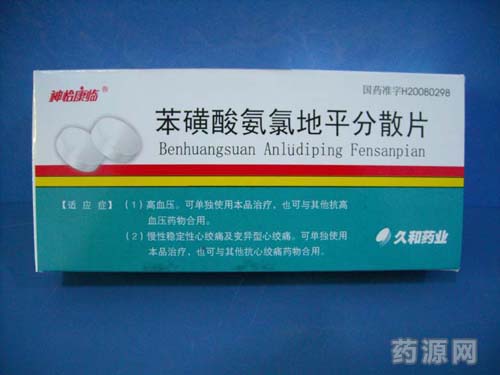 神怡康临®
国药准字H20080298
苯磺酸氨氯地平分散片
Benhuangsuan Anlüdiping Fensanpian
【适应症】(1)高血压。可单独使用本品治疗，也可与其他抗高
血压药物合用。
(2)慢性稳定性心绞痛及变异型心绞痛。可单独使用
本品治疗、也可与其他抗心绞痛药物合用。
久和药业
药源网